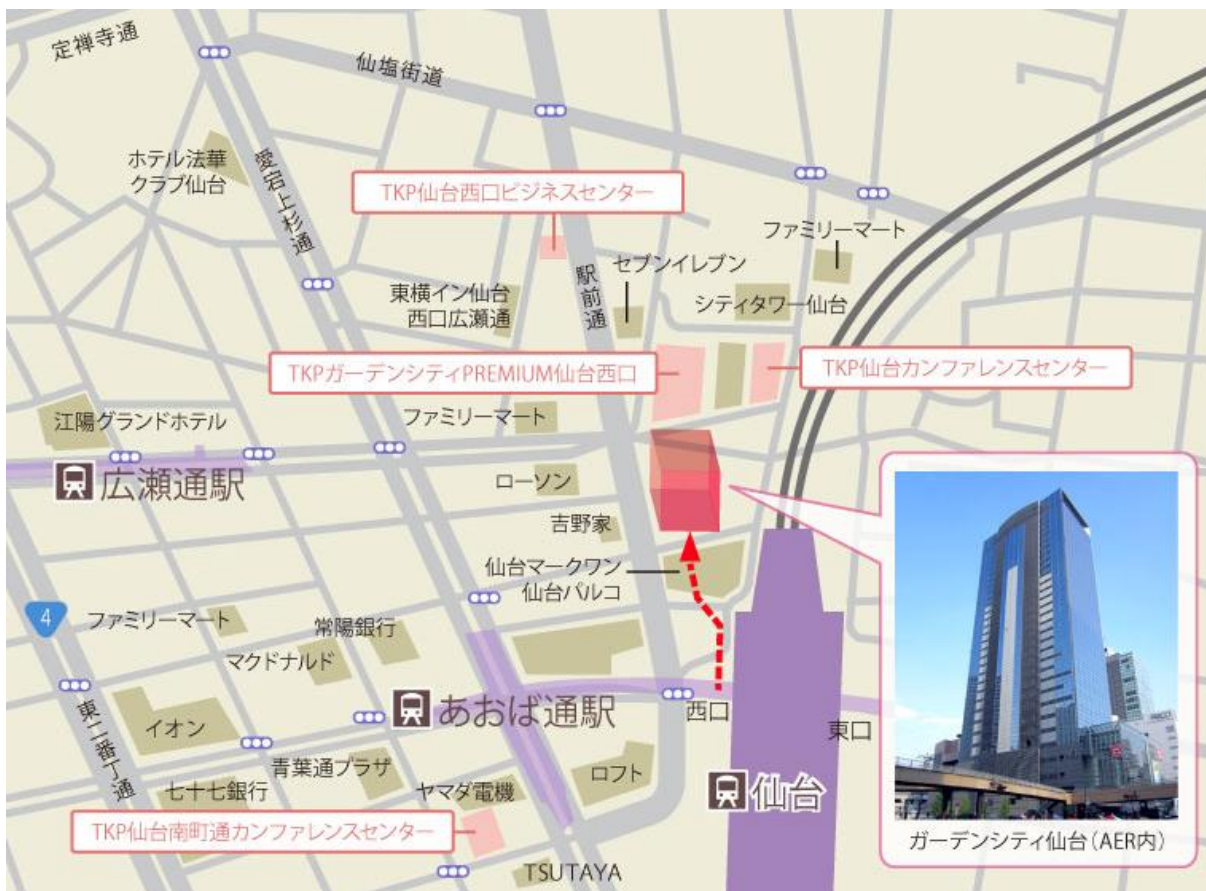 定禅寺通
仙塩街道
ホテル法華
クラブ仙台
愛宕上杉通
TKP仙台西口ビジネスセンター
ファミリーマート
セブンイレブン
駅前通
東横イン仙台
西口広瀬通
シティタワー仙台
TKPガーデンシティPREMIUM仙台西口
TKP仙台カンファレンスセンター
江陽グランドホテル
ファミリーマート
広瀬通駅
ローソン
吉野家
仙台マークワン
仙台パルコ
4
ファミリーマート
常陽銀行
マクドナルド
あおば通駅
西口
東口
東二番丁通
イオン
青葉通プラザ
ロフト
仙台
七十七銀行
ヤマダ電機
TKP仙台南町通カンファレンスセンター
TSUTAYA
ガーデンシティ仙台(AER内)